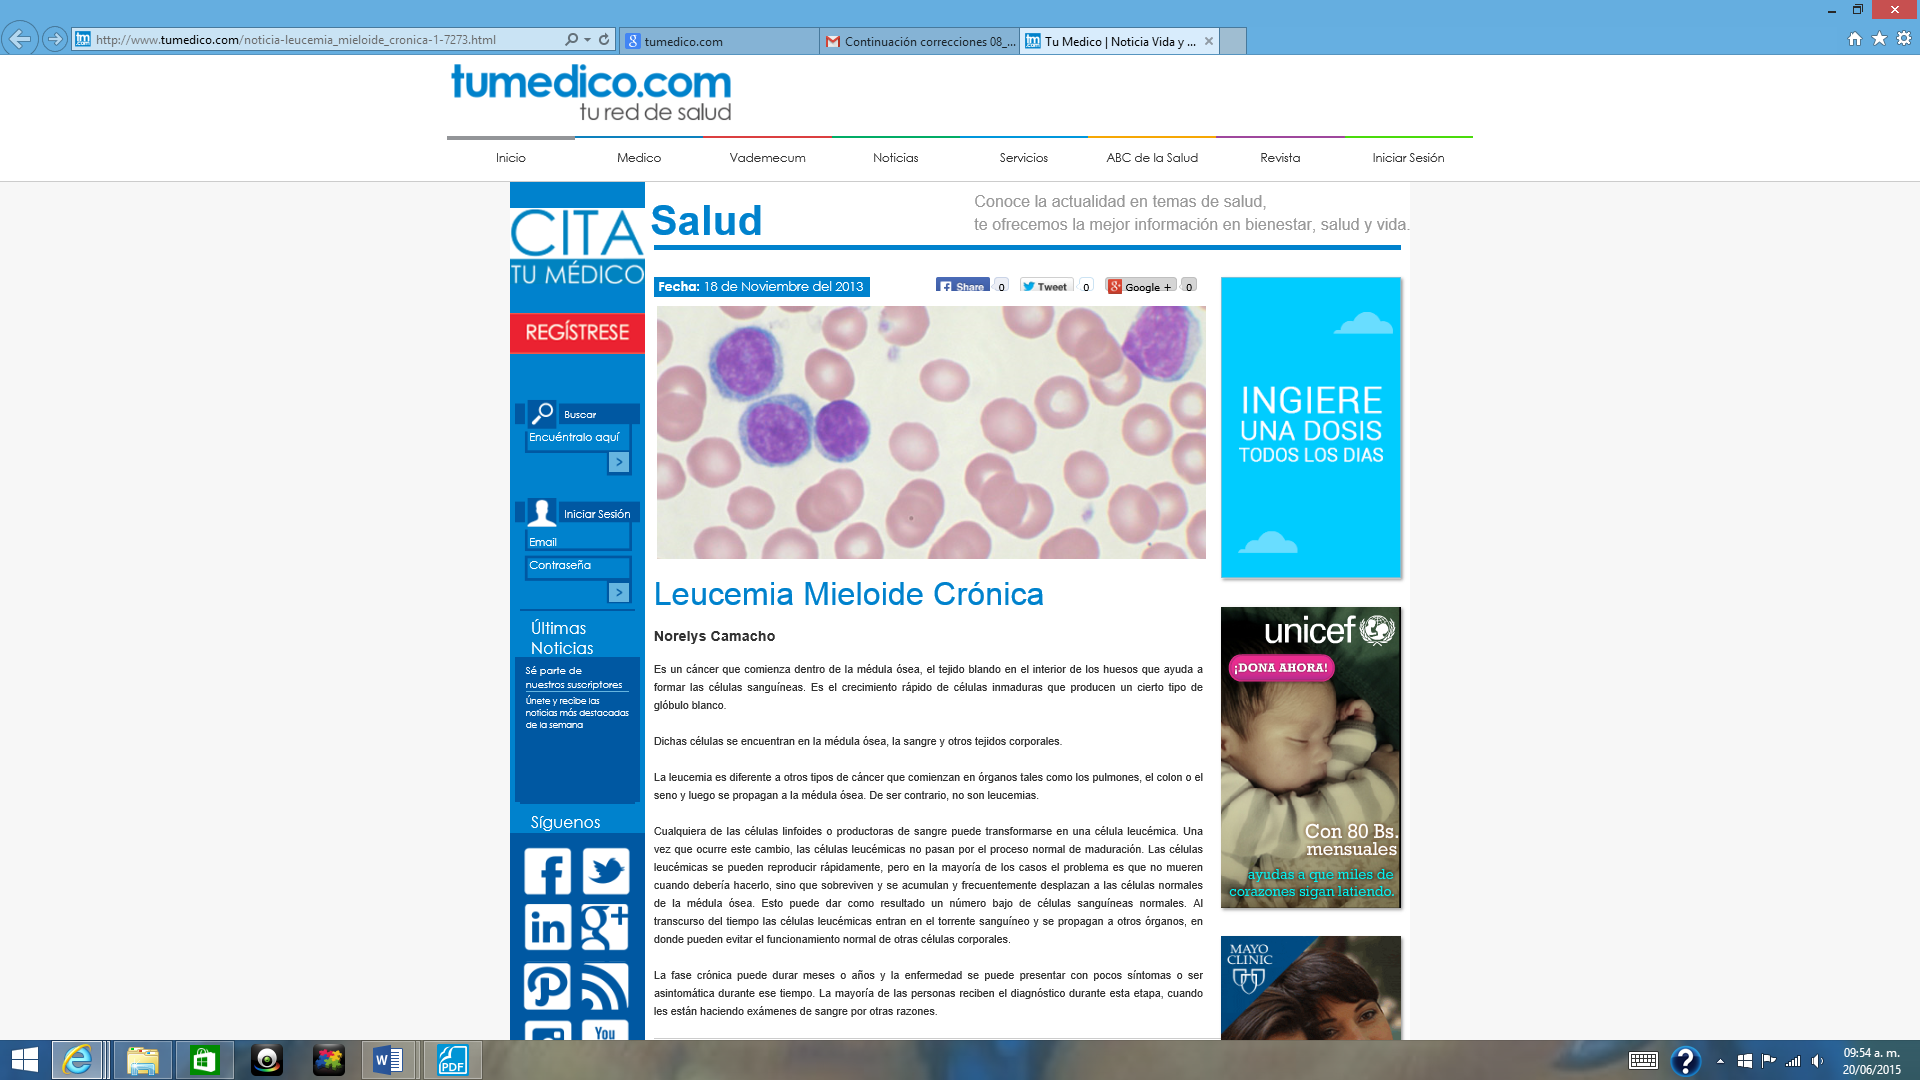 http://www.tumedico.com/noticia-leucemia_mieloide_cronica-1-7273.html
tumedico.com
Continuación correcciones 08_...
Tu Medico | Noticia Vida y ...
tumedico.com
tu red de salud
Inicio
Medico
Vademecum
Noticias
Servicios
ABC de la Salud
Revista
Iniciar Sesión
CITA
TU MÉDICO
REGÍSTRESE
Buscar
Encuéntralo aquí
>
Iniciar Sesión
Email
Contraseña
>
Últimas
Noticias
Sé parte de
nuestros suscriptores
Únete y recibe las
noticias más destacadas
de la semana
Síguenos
You
Salud
Conoce la actualidad en temas de salud,
te ofrecemos la mejor información en bienestar, salud y vida.
Fecha: 18 de Noviembre del 2013
Share 0
Tweet 0
Google + 0
Leucemia Mieloide Crónica
Norelys Camacho
Es un cáncer que comienza dentro de la médula ósea, el tejido blando en el interior de los huesos que ayuda a
formar las células sanguíneas. Es el crecimiento rápido de células inmaduras que producen un cierto tipo de
glóbulo blanco.
Dichas células se encuentran en la médula ósea, la sangre y otros tejidos corporales.
La leucemia es diferente a otros tipos de cáncer que comienzan en órganos tales como los pulmones, el colon o el
seno y luego se propagan a la médula ósea. De ser contrario, no son leucemias.
Cualquiera de las células linfoides o productoras de sangre puede transformarse en una célula leucémica. Una
vez que ocurre este cambio, las células leucémicas no pasan por el proceso normal de maduración. Las células
leucémicas se pueden reproducir rápidamente, pero en la mayoría de los casos el problema es que no mueren
cuando debería hacerlo, sino que sobreviven y se acumulan y frecuentemente desplazan a las células normales
de la médula ósea. Esto puede dar como resultado un número bajo de células sanguíneas normales. Al
transcurso del tiempo las células leucémicas entran en el torrente sanguíneo y se propagan a otros órganos, en
donde pueden evitar el funcionamiento normal de otras células corporales.
La fase crónica puede durar meses o años y la enfermedad se puede presentar con pocos síntomas o ser
asintomática durante ese tiempo. La mayoría de las personas reciben el diagnóstico durante esta etapa, cuando
les están haciendo exámenes de sangre por otras razones.
INGIERE
UNA DOSIS
TODOS LOS DIAS
unicef
¡DONA AHORA!
Con 80 Bs.
mensuales
ayudas a que miles de
corazones sigan latiendo.
MAYO
CLINIC
PDF
09:54 a. m.
20/06/2015